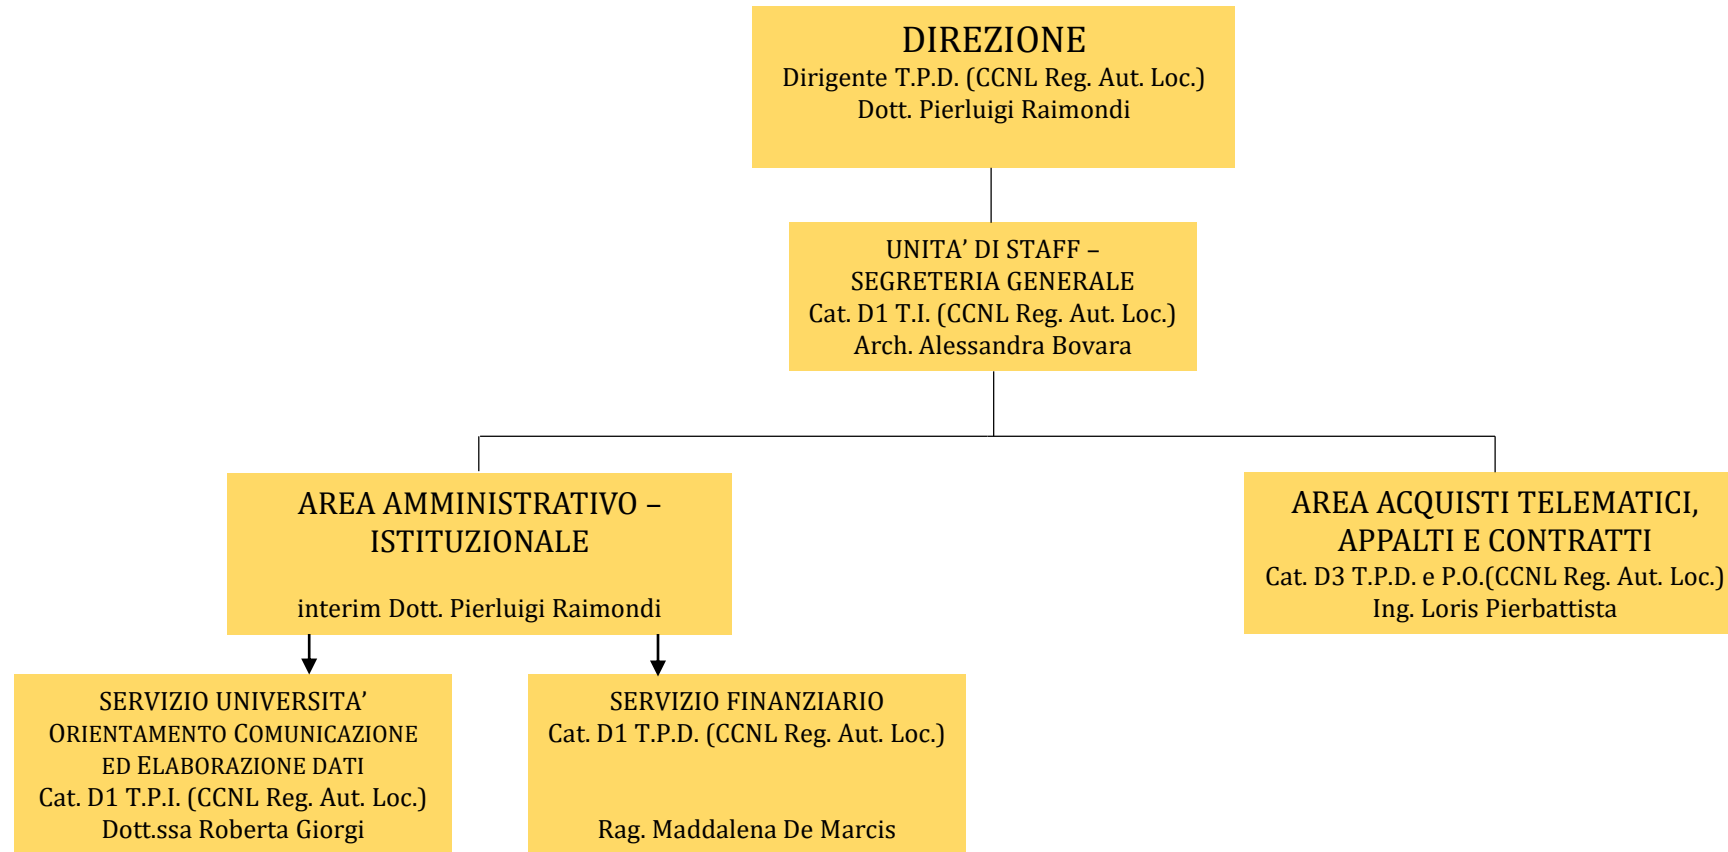 DIREZIONE
Dirigente T.P.D. (CCNL Reg. Aut. Loc.)
Dott. Pierluigi Raimondi
UNITA’ DI STAFF –
SEGRETERIA GENERALE
Cat. D1 T.I. (CCNL Reg. Aut. Loc.)
Arch. Alessandra Bovara
AREA AMMINISTRATIVO –
ISTITUZIONALE
interim Dott. Pierluigi Raimondi
AREA ACQUISTI TELEMATICI,
APPALTI E CONTRATTI
Cat. D3 T.P.D. e P.O.(CCNL Reg. Aut. Loc.)
Ing. Loris Pierbattista
SERVIZIO UNIVERSITA’
ORIENTAMENTO COMUNICAZIONE
ED ELABORAZIONE DATI
Cat. D1 T.P.I. (CCNL Reg. Aut. Loc.)
Dott.ssa Roberta Giorgi
SERVIZIO FINANZIARIO
Cat. D1 T.P.D. (CCNL Reg. Aut. Loc.)
Rag. Maddalena De Marcis